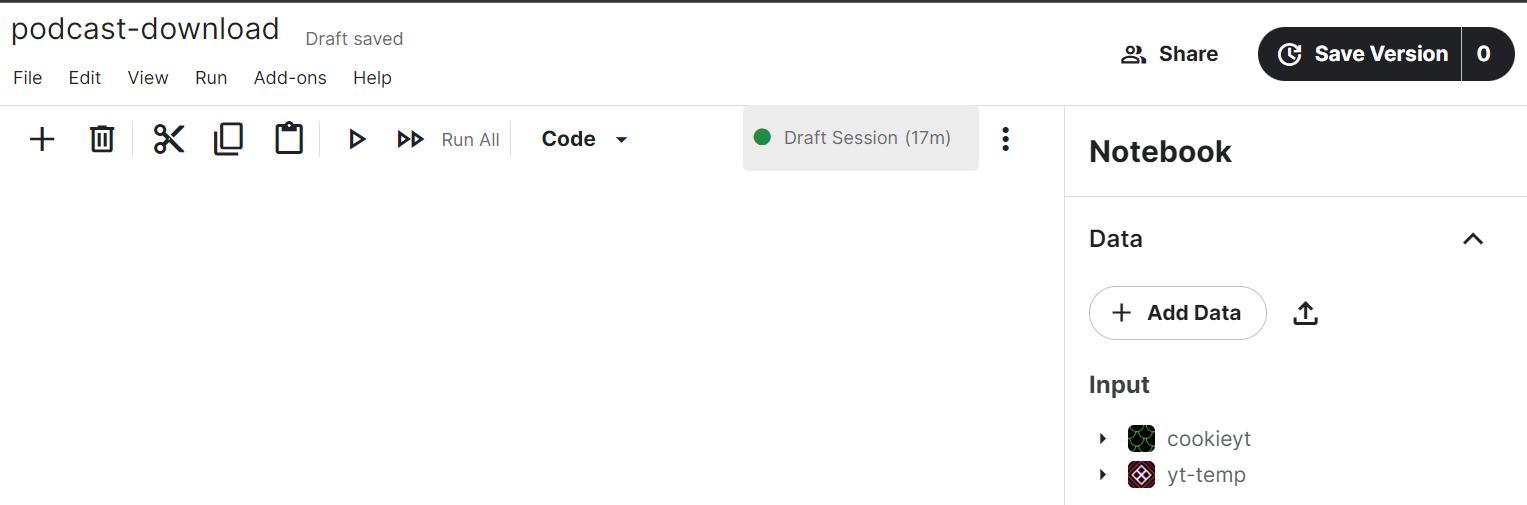 podcast-download Draft saved
File Edit View Run Add-ons Help
Share Save Version 0
Run All Code Draft Session (17m)
Notebook
Data
Add Data
Input
cookieyt
yt-temp